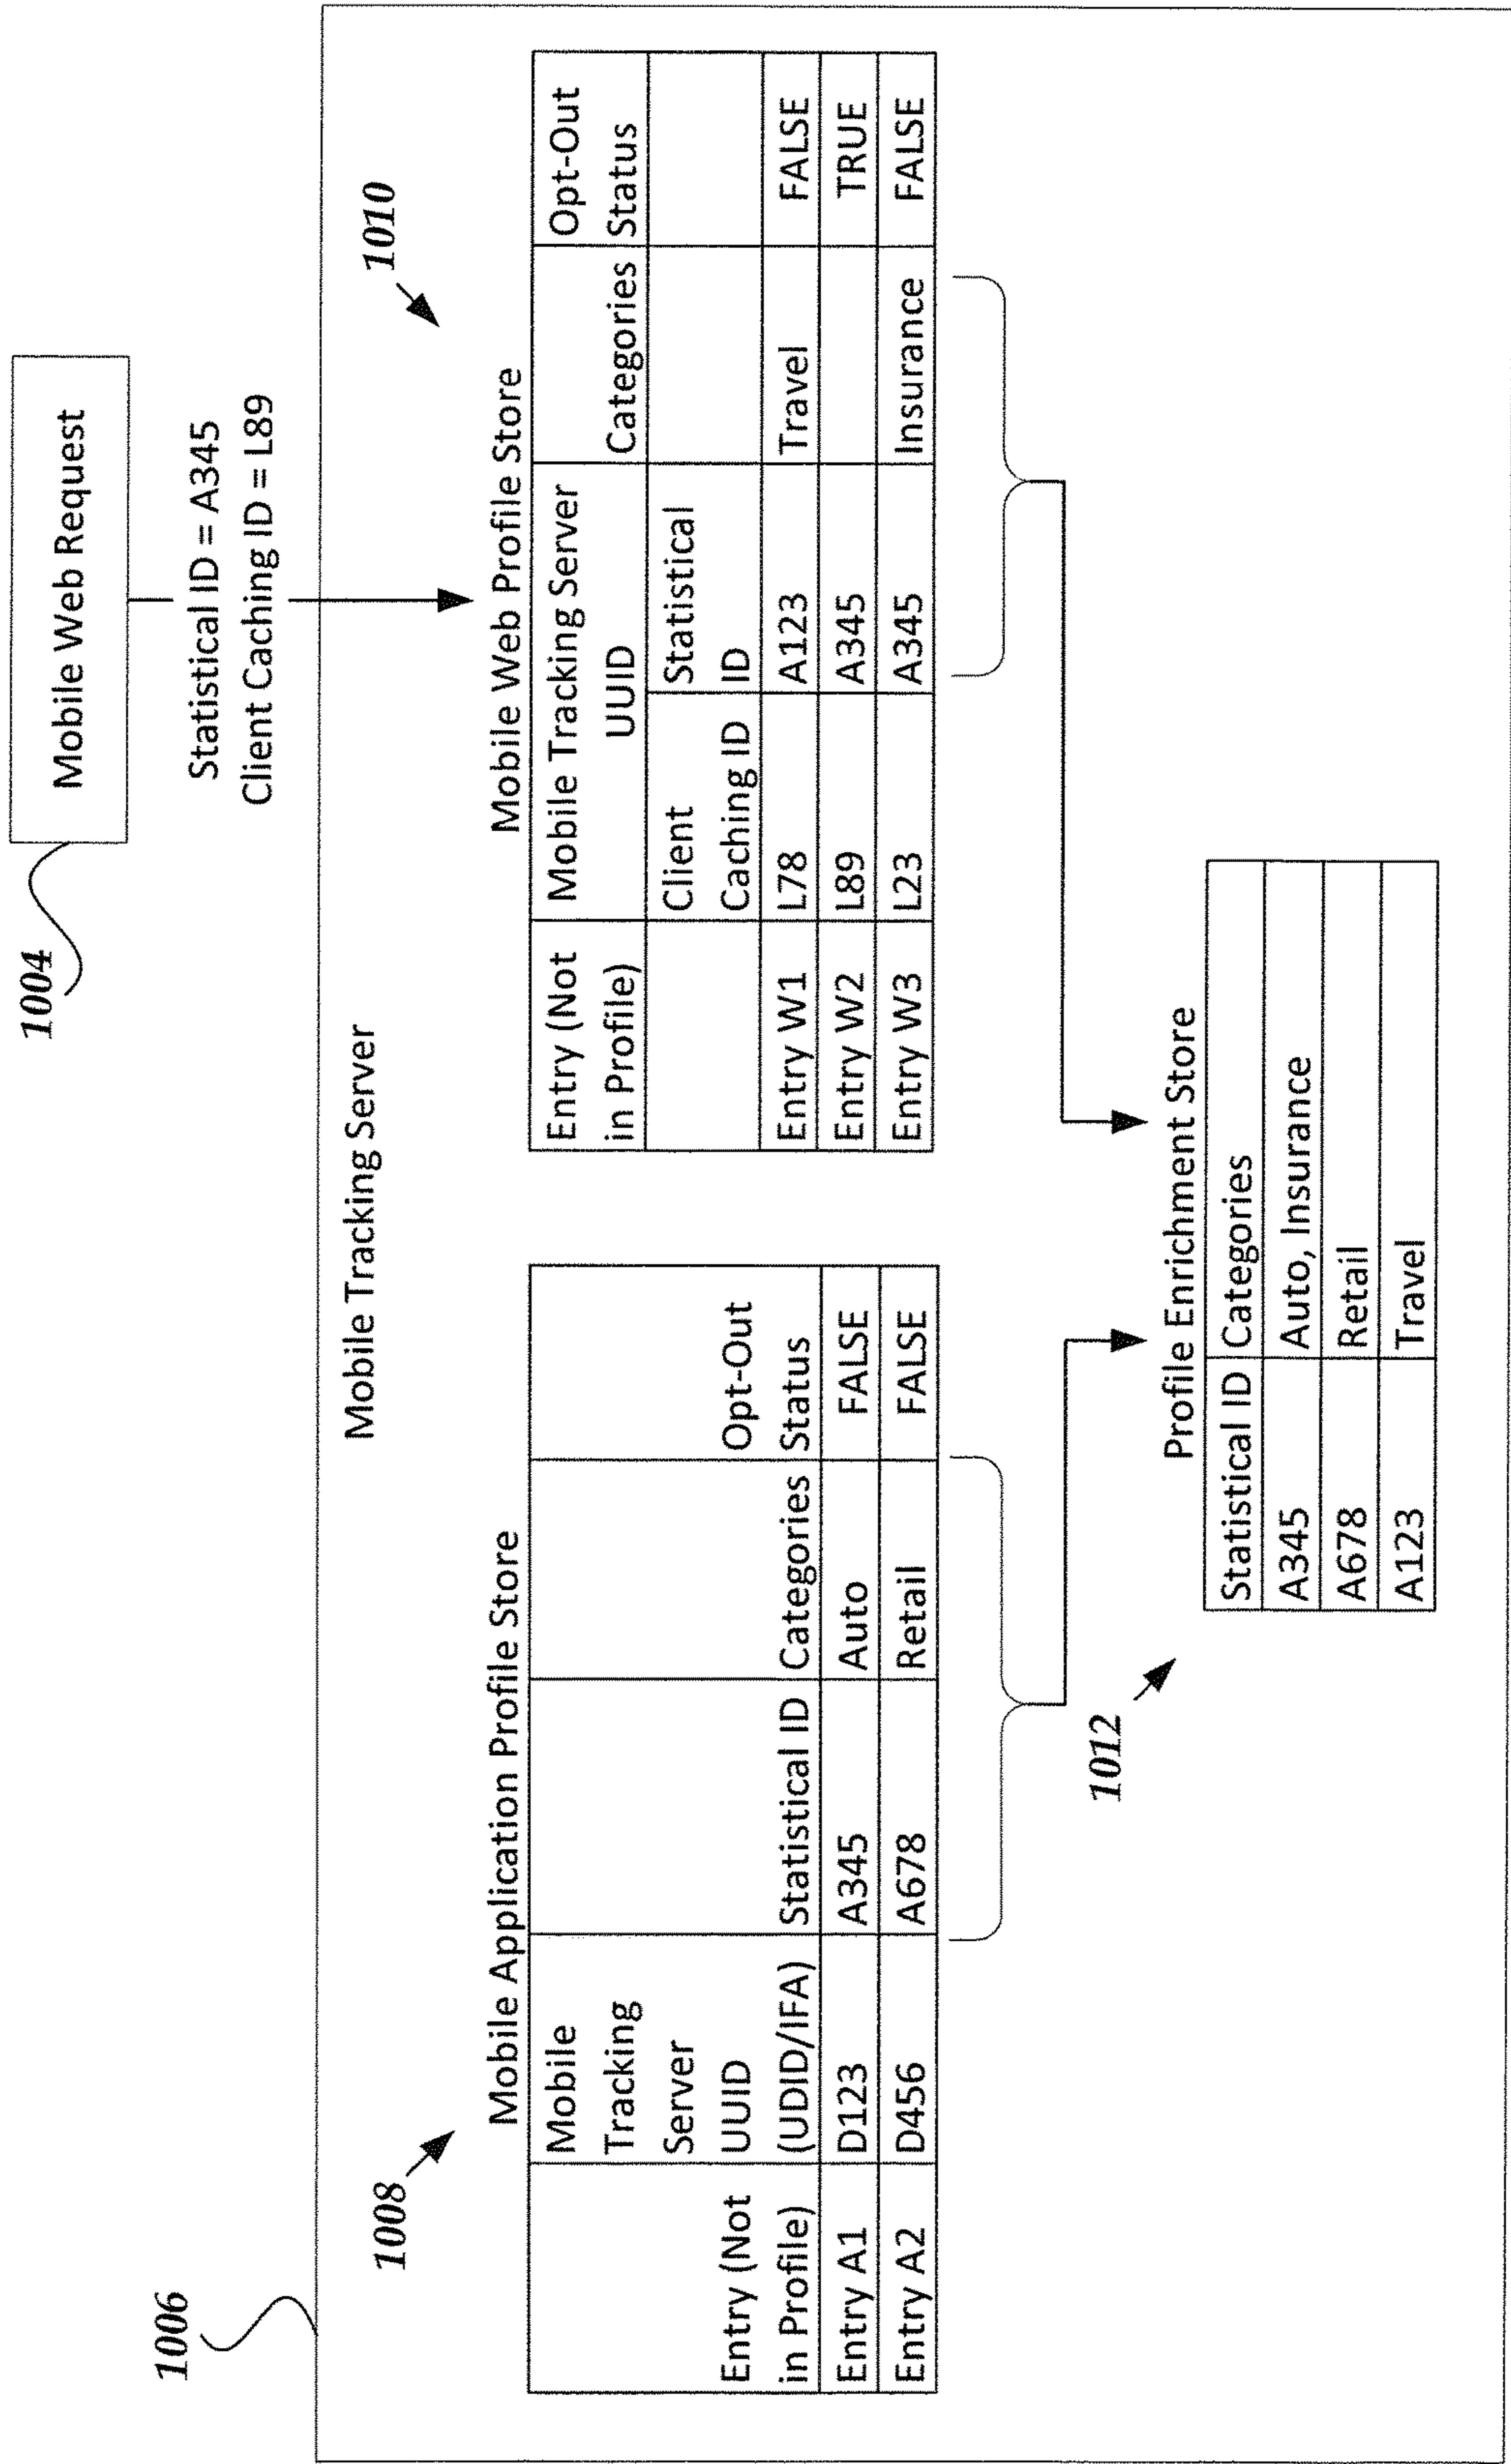 1004
Mobile Web Request
Statistical ID = A345
Client Caching ID = L89
1006
Mobile Tracking Server
1008
Mobile Application Profile Store
Entry (Not in Profile) Mobile Tracking Server UUID (UDID/IFA) Statistical ID Categories Opt-Out Status
Entry A1 D123 A345 Auto FALSE
Entry A2 D456 A678 Retail FALSE
1010
Mobile Web Profile Store
Entry (Not in Profile) Mobile Tracking Server UUID Categories Opt-Out Status
Client Caching ID Statistical ID
Entry W1 L78 A123 Travel FALSE
Entry W2 L89 A345 TRUE
Entry W3 L23 A345 Insurance FALSE
1012
Profile Enrichment Store
Statistical ID Categories
A345 Auto, Insurance
A678 Retail
A123 Travel